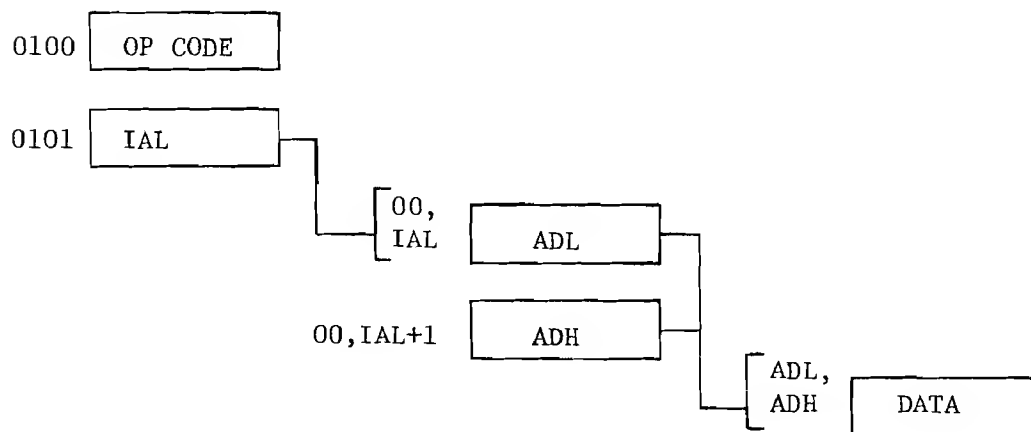 0100 OP CODE
0101 IAL
00,
IAL ADL
00,IAL+1 ADH
ADL,
ADH DATA